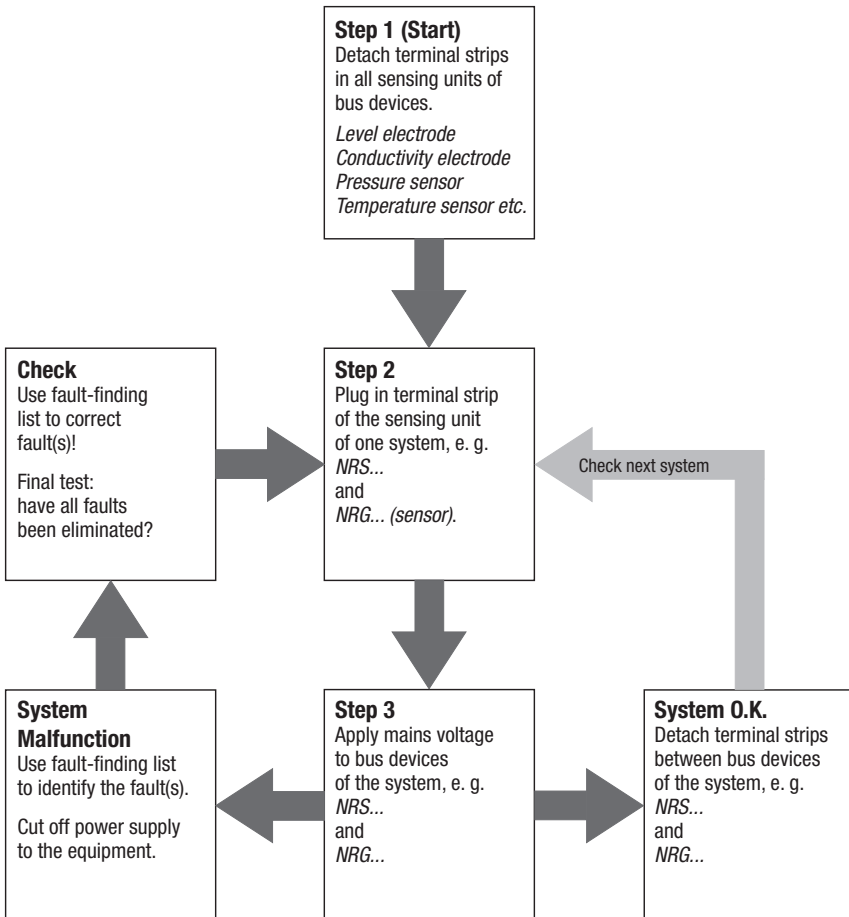 Step 1 (Start)
Detach terminal strips
in all sensing units of
bus devices.
Level electrode
Conductivity electrode
Pressure sensor
Temperature sensor etc.
Check
Use fault-finding
list to correct
fault(s)!
Final test:
have all faults
been eliminated?
Step 2
Plug in terminal strip
of the sensing unit
of one system, e. g.
NRS...
and
NRG... (sensor).
Check next system
System
Malfunction
Use fault-finding list
to identify the fault(s).
Cut off power supply
to the equipment.
Step 3
Apply mains voltage
to bus devices
of the system, e. g.
NRS...
and
NRG...
System O.K.
Detach terminal strips
between bus devices
of the system, e. g.
NRS...
and
NRG...